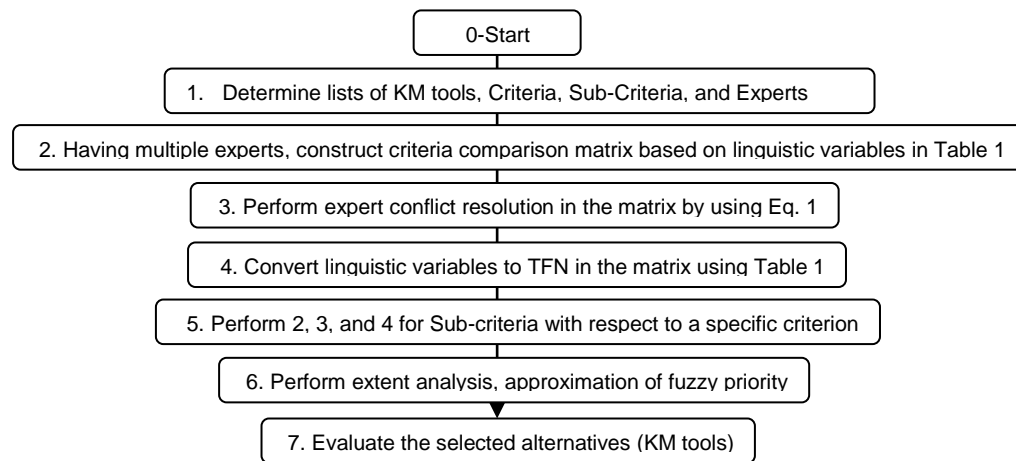 0-Start
1. Determine lists of KM tools, Criteria, Sub-Criteria, and Experts
2. Having multiple experts, construct criteria comparison matrix based on linguistic variables in Table 1
3. Perform expert conflict resolution in the matrix by using Eq. 1
4. Convert linguistic variables to TFN in the matrix using Table 1
5. Perform 2, 3, and 4 for Sub-criteria with respect to a specific criterion
6. Perform extent analysis, approximation of fuzzy priority
7. Evaluate the selected alternatives (KM tools)